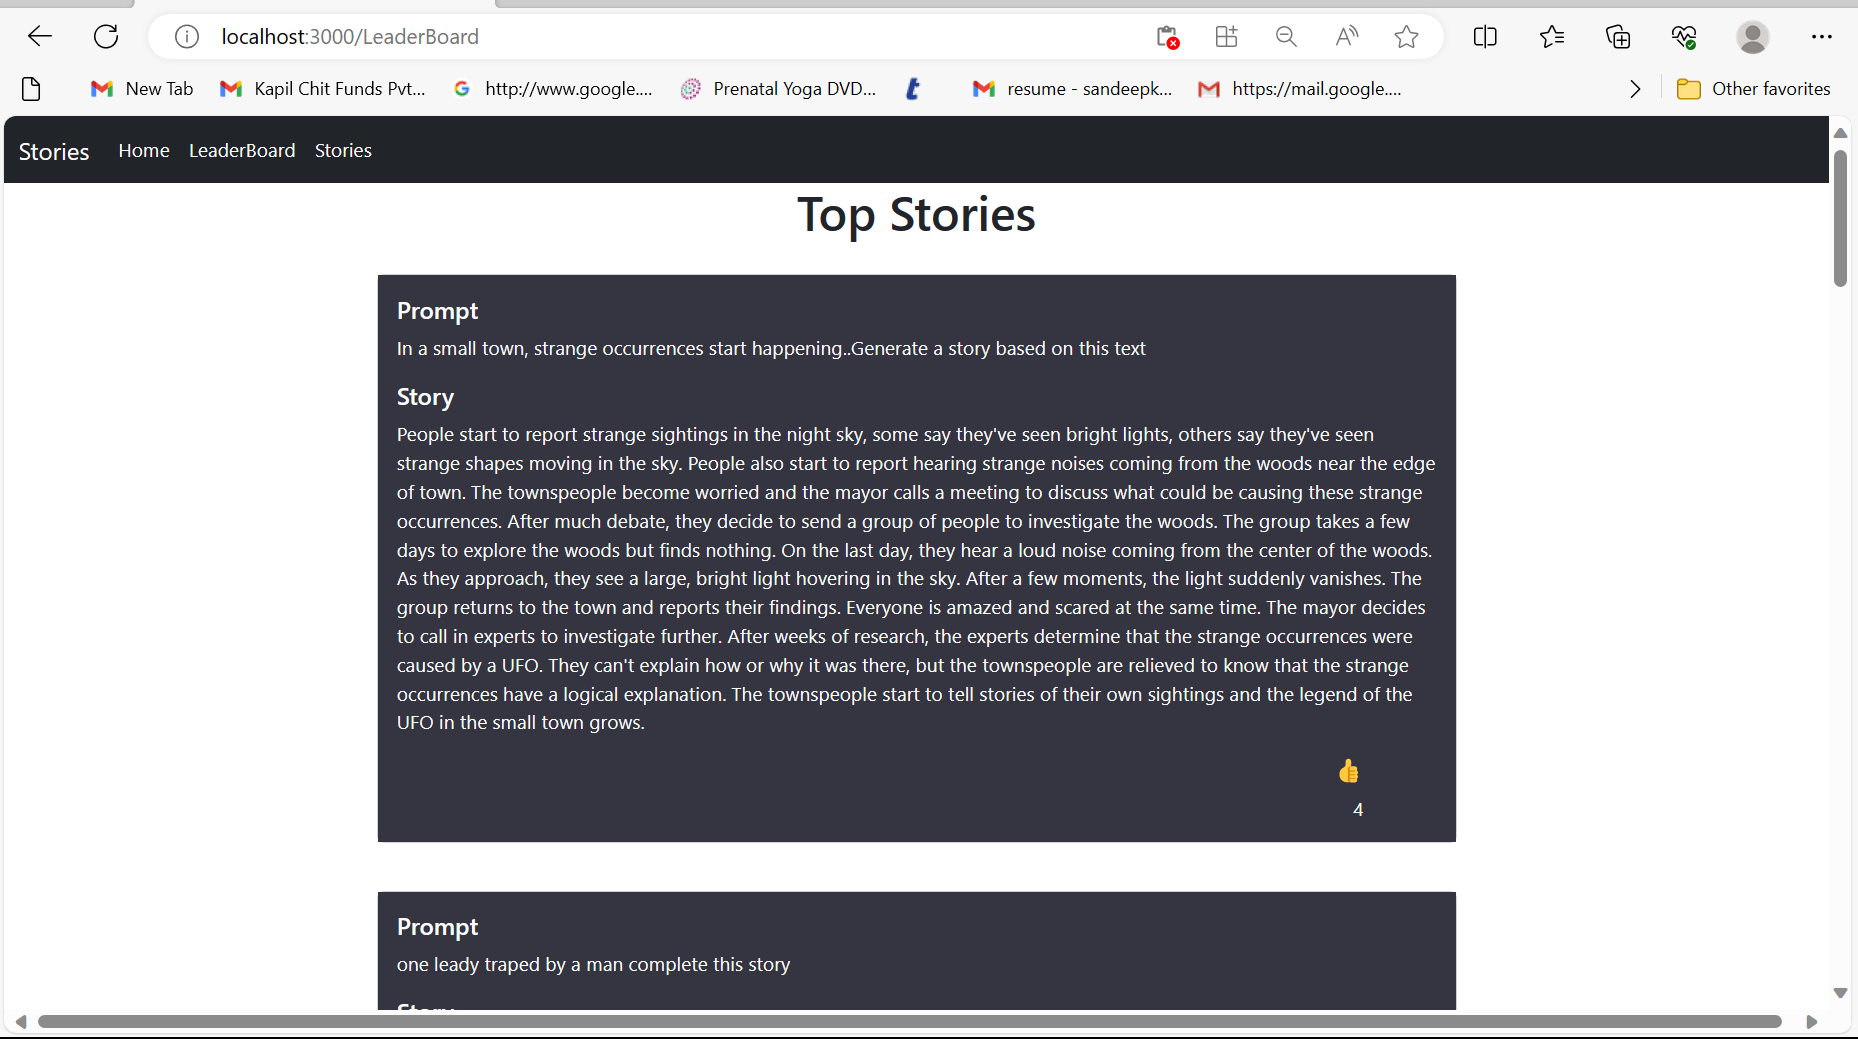 localhost:3000/LeaderBoard
New Tab
Kapil Chit Funds Pvt...
http://www.google....
Prenatal Yoga DVD...
resume - sandeepk...
https://mail.google....
Other favorites
Stories Home LeaderBoard Stories
Top Stories
Prompt
In a small town, strange occurrences start happening..Generate a story based on this text
Story
People start to report strange sightings in the night sky, some say they've seen bright lights, others say they've seen
strange shapes moving in the sky. People also start to report hearing strange noises coming from the woods near the edge
of town. The townspeople become worried and the mayor calls a meeting to discuss what could be causing these strange
occurrences. After much debate, they decide to send a group of people to investigate the woods. The group takes a few
days to explore the woods but finds nothing. On the last day, they hear a loud noise coming from the center of the woods.
As they approach, they see a large, bright light hovering in the sky. After a few moments, the light suddenly vanishes. The
group returns to the town and reports their findings. Everyone is amazed and scared at the same time. The mayor decides
to call in experts to investigate further. After weeks of research, the experts determine that the strange occurrences were
caused by a UFO. They can't explain how or why it was there, but the townspeople are relieved to know that the strange
occurrences have a logical explanation. The townspeople start to tell stories of their own sightings and the legend of the
UFO in the small town grows.
4
Prompt
one leady traped by a man complete this story
Story